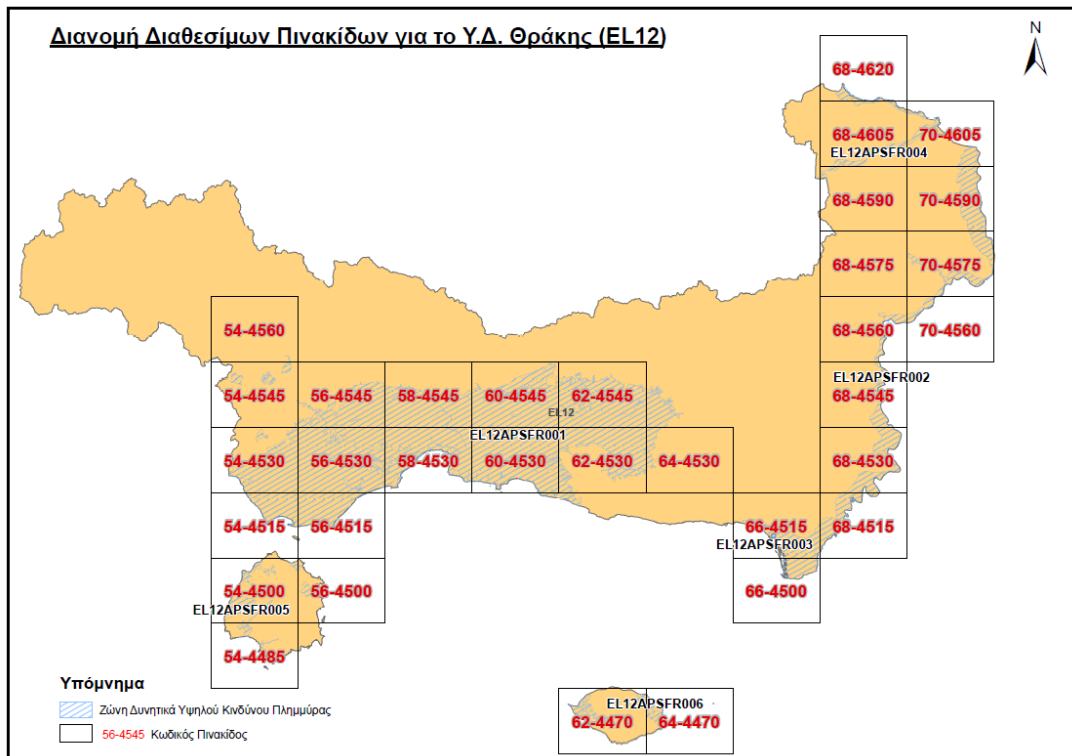 Διανομή Διαθεσίμων Πινακίδων για το Υ.Δ. Θράκης (EL12)
N
68-4620
68-4605 70-4605
EL12APSFR004
68-4590 70-4590
68-4575 70-4575
54-4560 68-4560 70-4560
EL12APSFR002
54-4545 56-4545 58-4545 60-4545 62-4545 68-4545
EL12
EL12APSFR001
54-4530 56-4530 58-4530 60-4530 62-4530 64-4530 68-4530
54-4515 56-4515 66-4515 68-4515
EL12APSFR003
54-4500 56-4500 66-4500
EL12APSFR005
54-4485
EL12APSFR006
62-4470 64-4470
Υπόμνημα
Ζώνη Δυνητικά Υψηλού Κινδύνου Πλημμύρας
56-4545 Κωδικός Πινακίδος